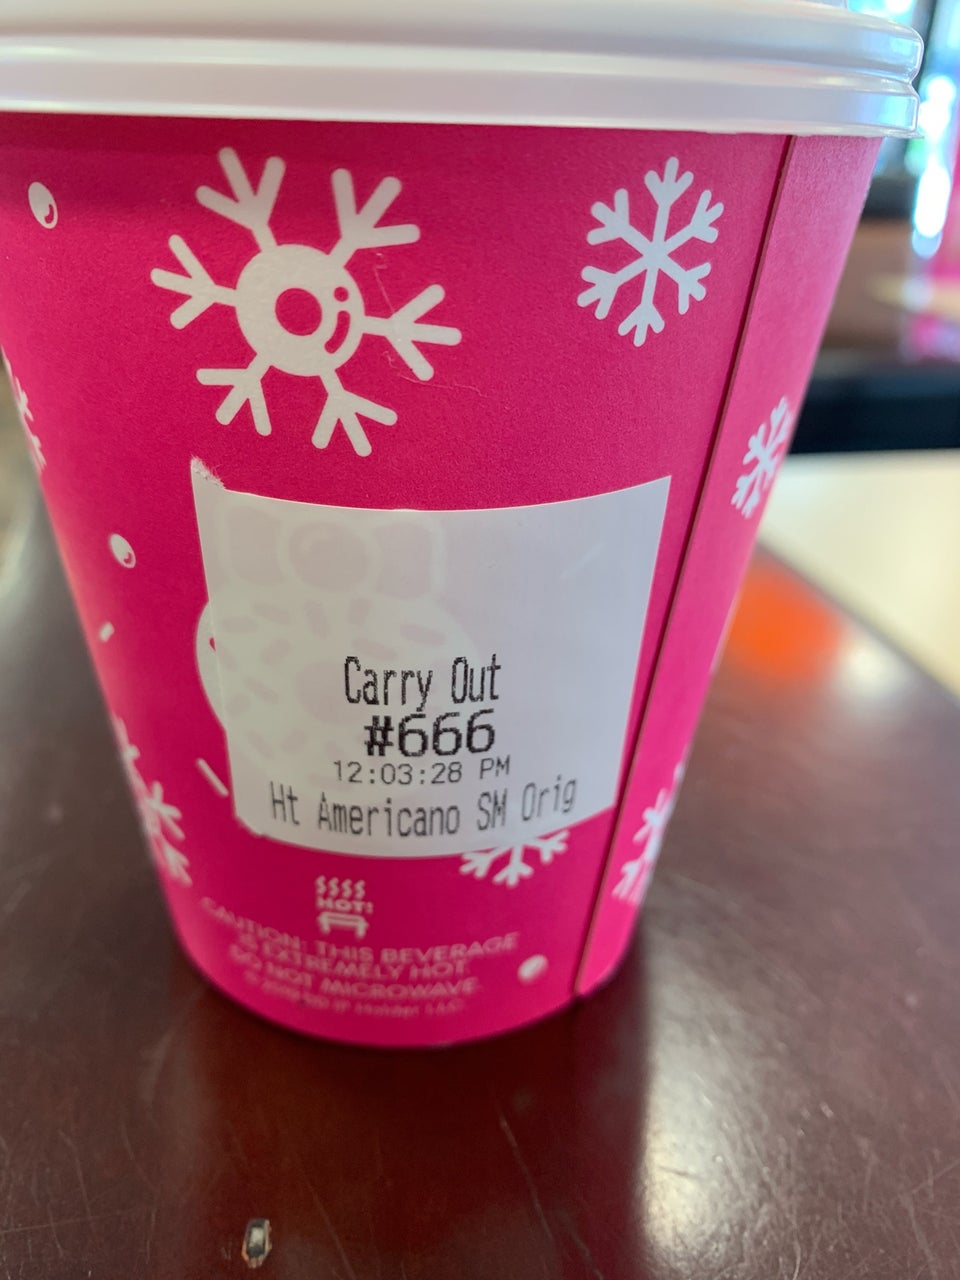 Carry Out
#666
12:03:28 PM
Ht Americano SM Orig
HOT!
CAUTION: THIS BEVERAGE
IS EXTREMELY HOT.
DO NOT MICROWAVE.